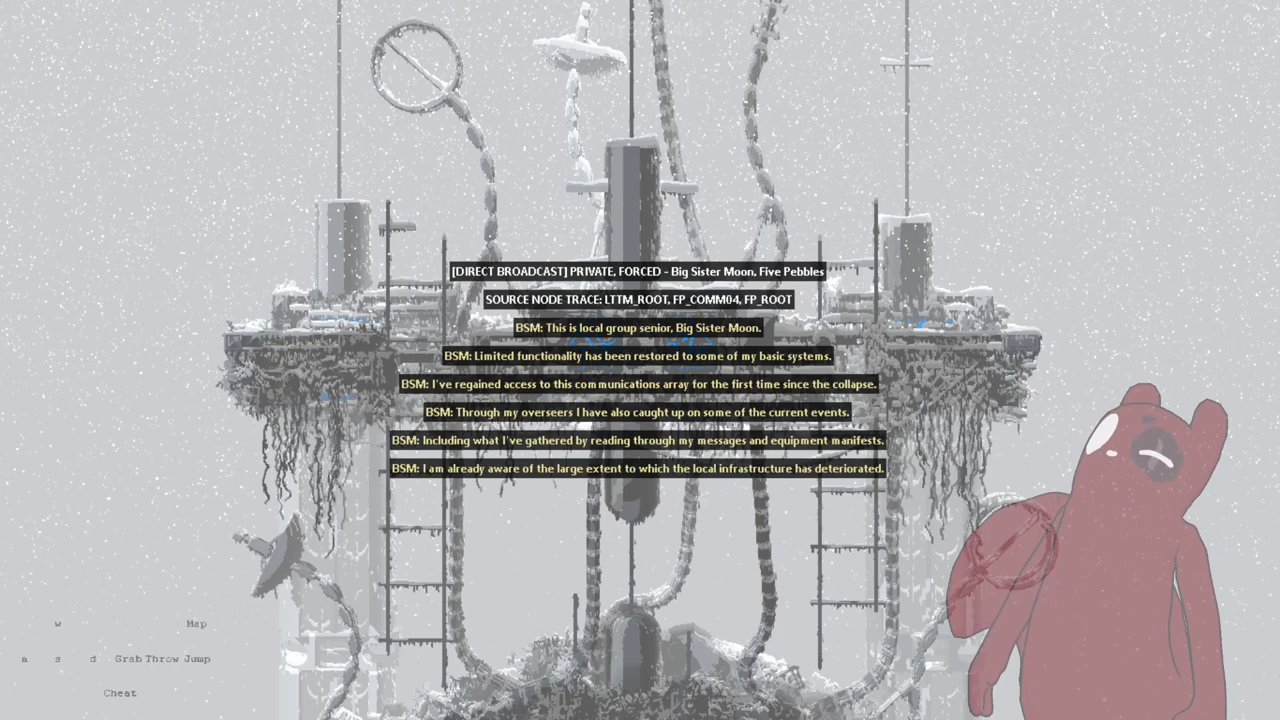 [DIRECT BROADCAST] PRIVATE, FORCED - Big Sister Moon, Five Pebbles
SOURCE NODE TRACE: LTTM_ROOT, FP_COMM04, FP_ROOT
BSM: This is local group senior, Big Sister Moon.
BSM: Limited functionality has been restored to some of my basic systems.
BSM: I've regained access to this communications array for the first time since the collapse.
BSM: Through my overseers I have also caught up on some of the current events.
BSM: Including what I've gathered by reading through my messages and equipment manifests.
BSM: I am already aware of the large extent to which the local infrastructure has deteriorated.
w Map
a s d Grab Throw Jump
Cheat